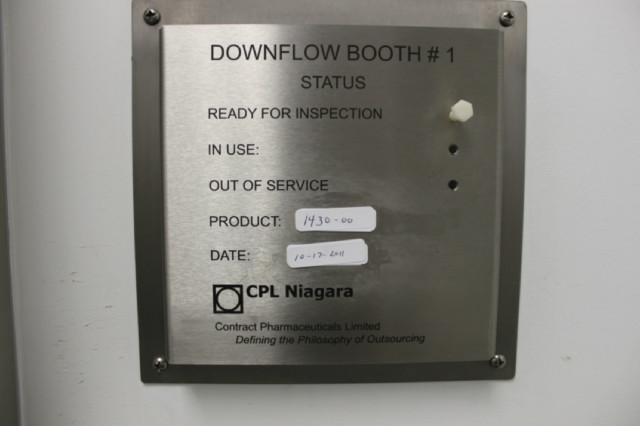 DOWNFLOW BOOTH # 1
STATUS
READY FOR INSPECTION
IN USE:
OUT OF SERVICE
PRODUCT: 1430-00
DATE: 10-17-2011
CPL Niagara
Contract Pharmaceuticals Limited
Defining the Philosophy of Outsourcing